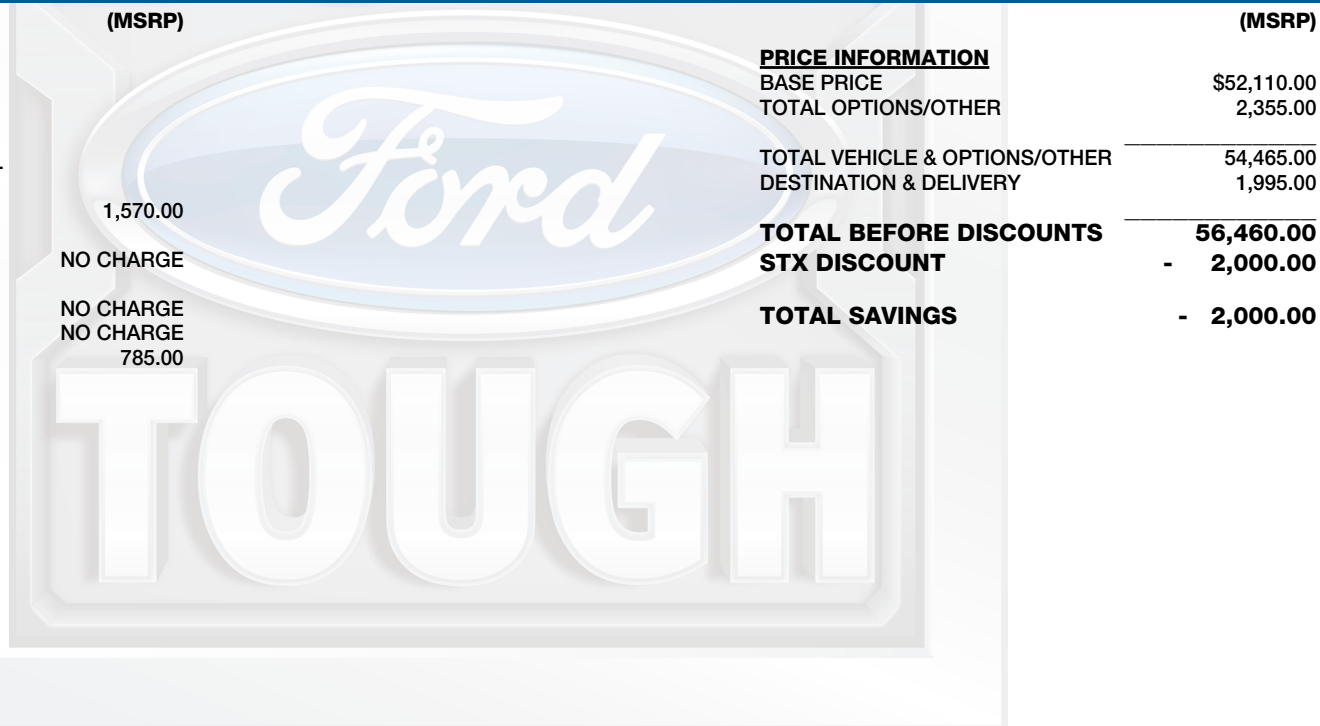 (MSRP)
1,570.00
NO CHARGE
NO CHARGE
NO CHARGE
785.00
(MSRP)
PRICE INFORMATION
BASE PRICE $52,110.00
TOTAL OPTIONS/OTHER 2,355.00
TOTAL VEHICLE & OPTIONS/OTHER 54,465.00
DESTINATION & DELIVERY 1,995.00
TOTAL BEFORE DISCOUNTS 56,460.00
STX DISCOUNT - 2,000.00
TOTAL SAVINGS - 2,000.00
Ford
TOUGH